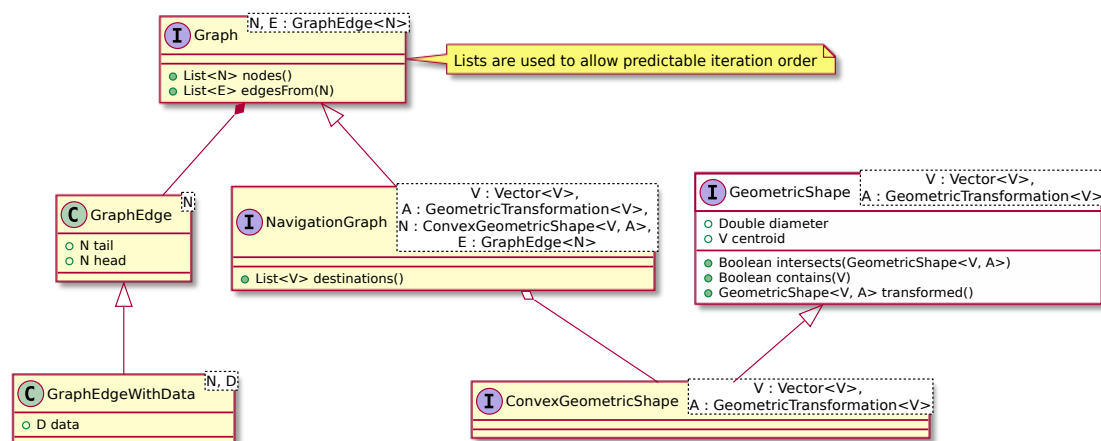 I Graph
N, E : GraphEdge<N>
List<N> nodes()
List<E> edgesFrom(N)
Lists are used to allow predictable iteration order
C GraphEdge
N
N tail
N head
I NavigationGraph
V : Vector<V>,
A : GeometricTransformation<V>,
N : ConvexGeometricShape<V, A>,
E : GraphEdge<N>
List<V> destinations()
I GeometricShape
V : Vector<V>,
A : GeometricTransformation<V>
Double diameter
V centroid
Boolean intersects(GeometricShape<V, A>)
Boolean contains(V)
GeometricShape<V, A> transformed()
C GraphEdgeWithData
N, D
D data
I ConvexGeometricShape
V : Vector<V>,
A : GeometricTransformation<V>